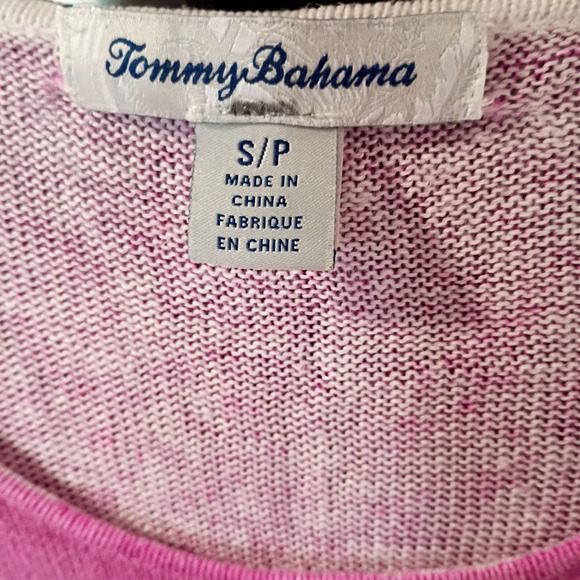 Tommy Bahama
S/P
MADE IN
CHINA
FABRIQUE
EN CHINE